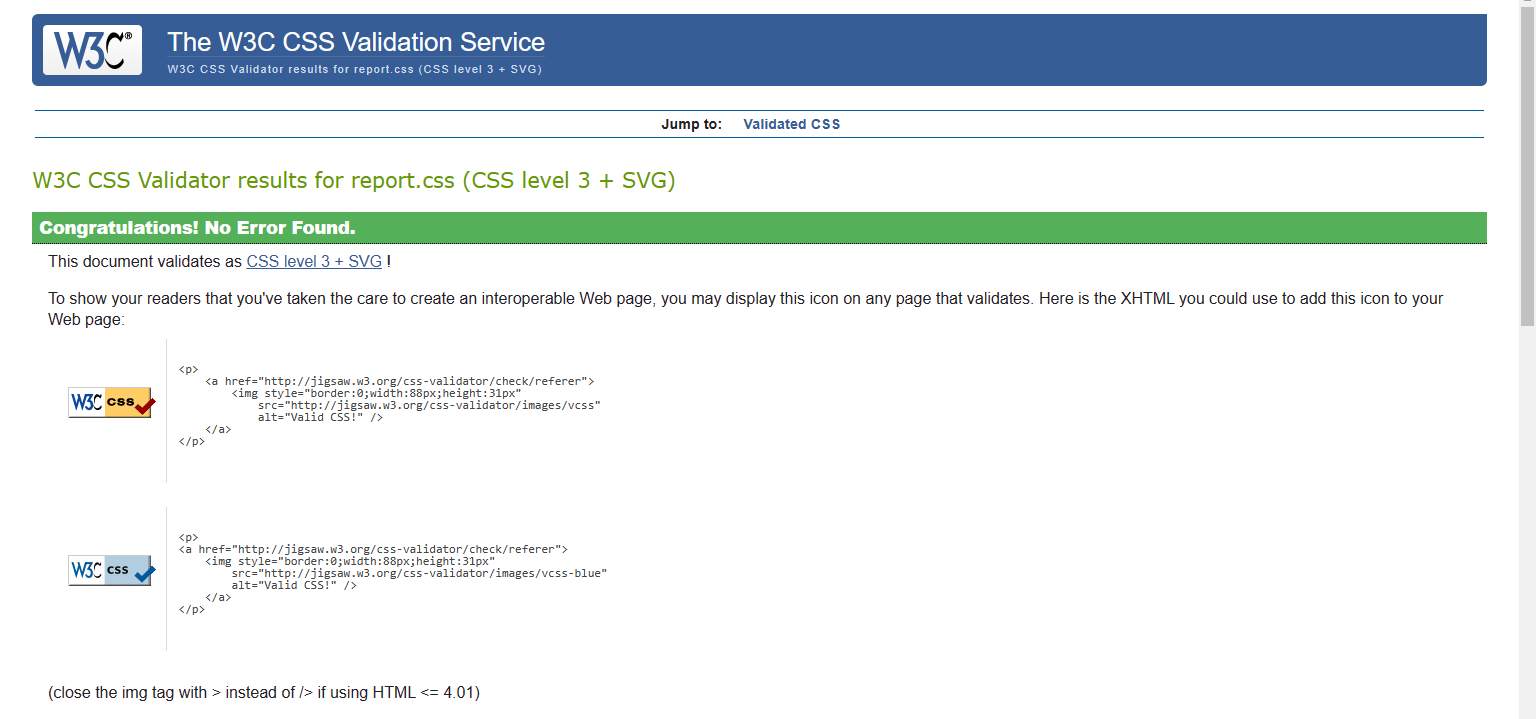 W3C®
The W3C CSS Validation Service
W3C CSS Validator results for report.css (CSS level 3 + SVG)
Jump to: Validated CSS
W3C CSS Validator results for report.css (CSS level 3 + SVG)
Congratulations! No Error Found.
This document validates as CSS level 3 + SVG !
To show your readers that you've taken the care to create an interoperable Web page, you may display this icon on any page that validates. Here is the XHTML you could use to add this icon to your
Web page:
W3C css
<p>
    <a href="http://jigsaw.w3.org/css-validator/check/referer">
        <img style="border:0;width:88px;height:31px"
            src="http://jigsaw.w3.org/css-validator/images/vcss"
            alt="Valid CSS!" />
    </a>
</p>
W3C css
<p>
<a href="http://jigsaw.w3.org/css-validator/check/referer">
    <img style="border:0;width:88px;height:31px"
        src="http://jigsaw.w3.org/css-validator/images/vcss-blue"
        alt="Valid CSS!" />
    </a>
</p>
(close the img tag with > instead of /> if using HTML <= 4.01)